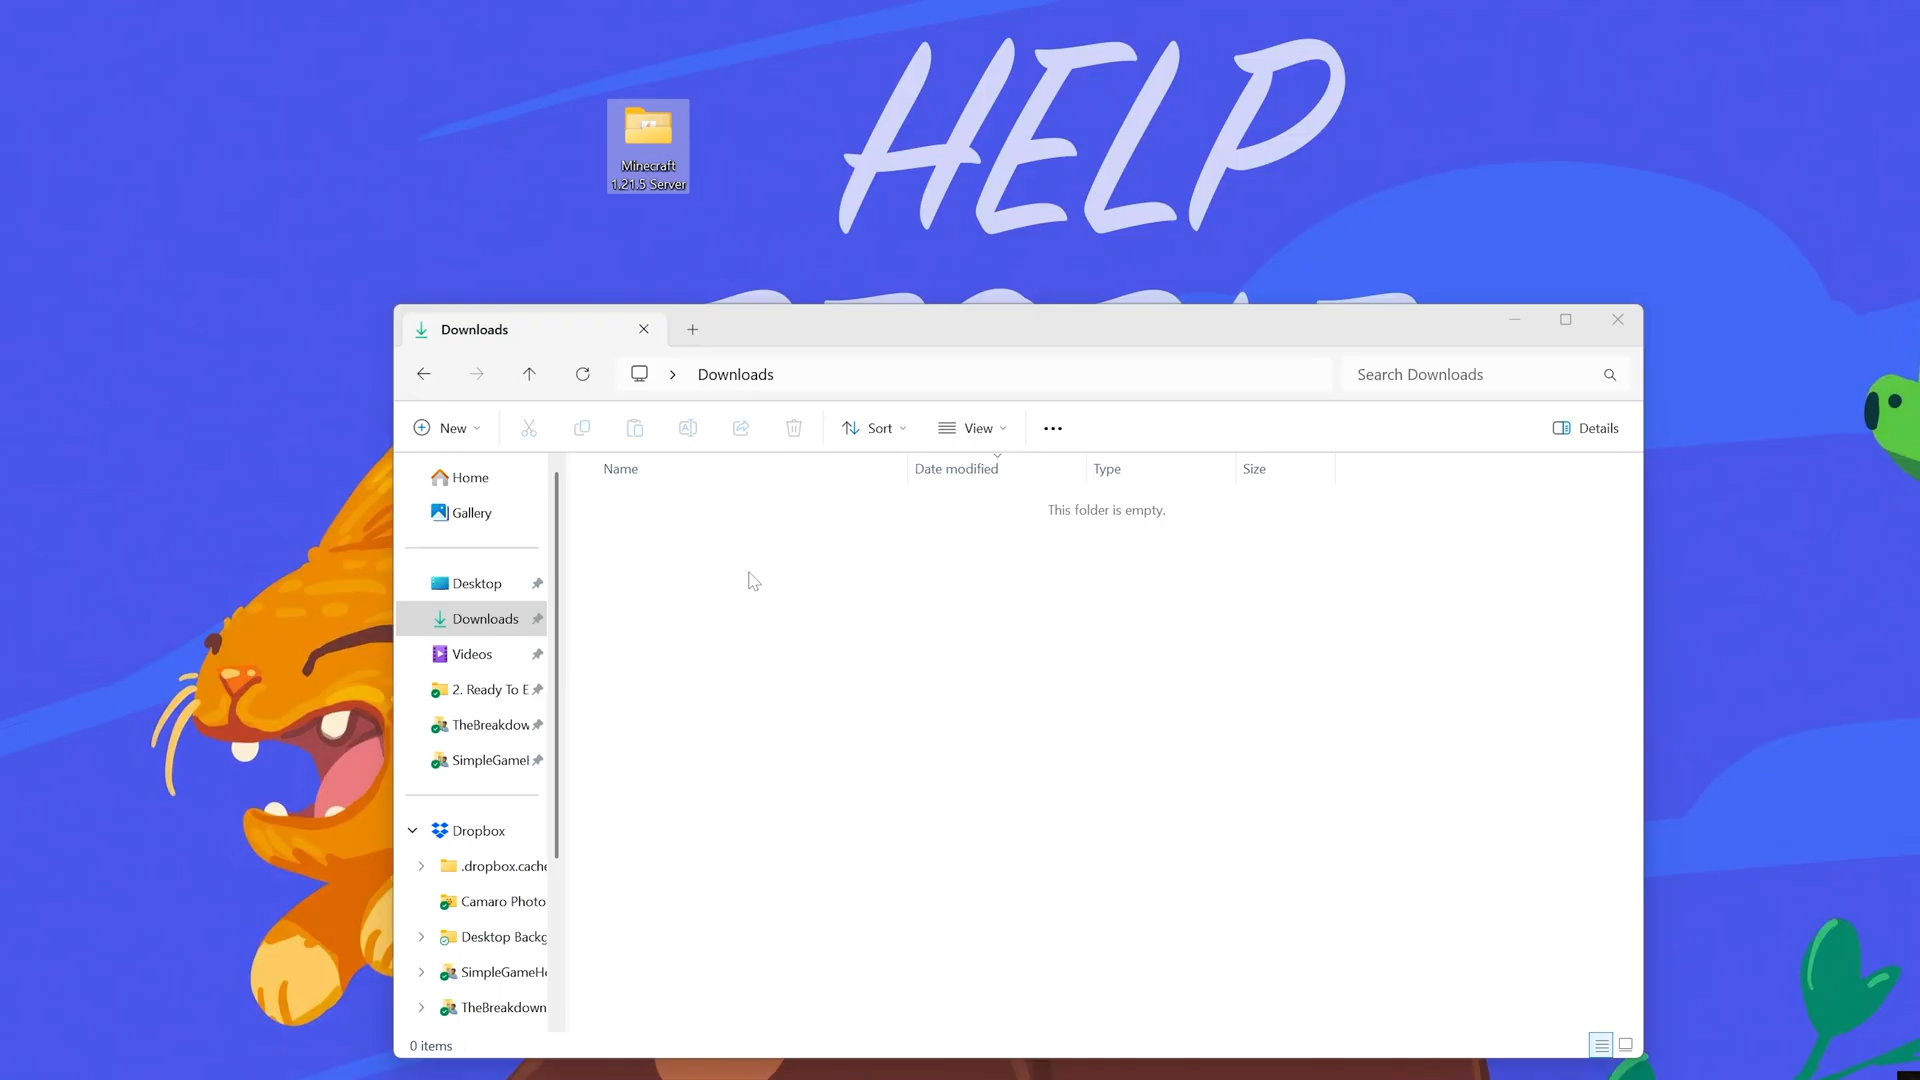 HELP
Minecraft
1.21.5 Server
Downloads
Downloads
Search Downloads
New
Sort
View
Details
Name
Date modified
Type
Size
This folder is empty.
Home
Gallery
Desktop
Downloads
Videos
2. Ready To E
TheBreakdow
SimpleGameI
Dropbox
.dropbox.cache
Camaro Photo
Desktop Backg
SimpleGameHe
TheBreakdown
0 items